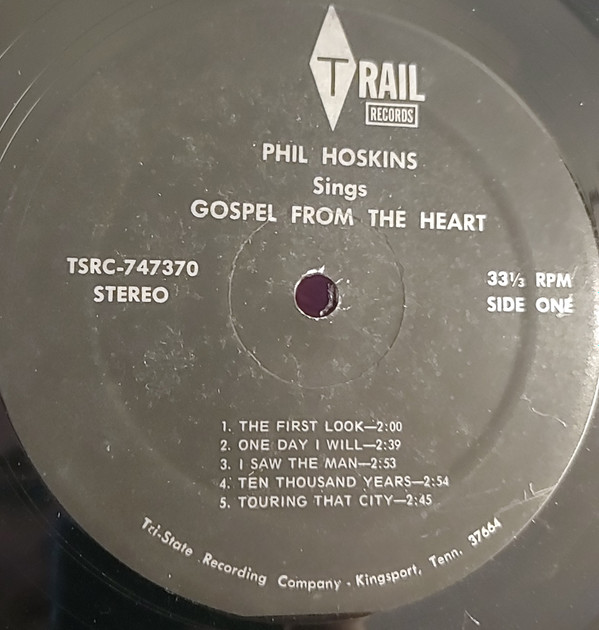 TRAIL
RECORDS
PHIL HOSKINS
Sings
GOSPEL FROM THE HEART
TSRC-747370
STEREO
33⅓ RPM
SIDE ONE
1. THE FIRST LOOK—2:00
2. ONE DAY I WILL—2:39
3. I SAW THE MAN—2:53
4. TEN THOUSAND YEARS—2:54
5. TOURING THAT CITY—2:45
Tri-State Recording Company - Kingsport, Tenn. 37664